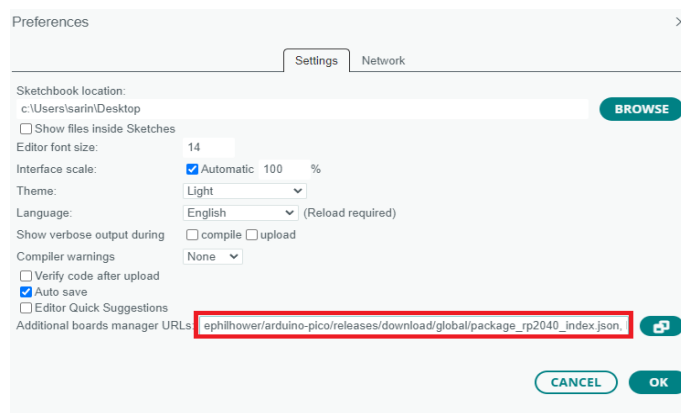 Preferences
Settings Network
Sketchbook location:
c:\Users\sarin\Desktop
BROWSE
Show files inside Sketches
Editor font size: 14
Interface scale: Automatic 100 %
Theme: Light
Language: English (Reload required)
Show verbose output during compile upload
Compiler warnings None
Verify code after upload
Auto save
Editor Quick Suggestions
Additional boards manager URLs: ephilhower/arduino-pico/releases/download/global/package_rp2040_index.json,
CANCEL OK